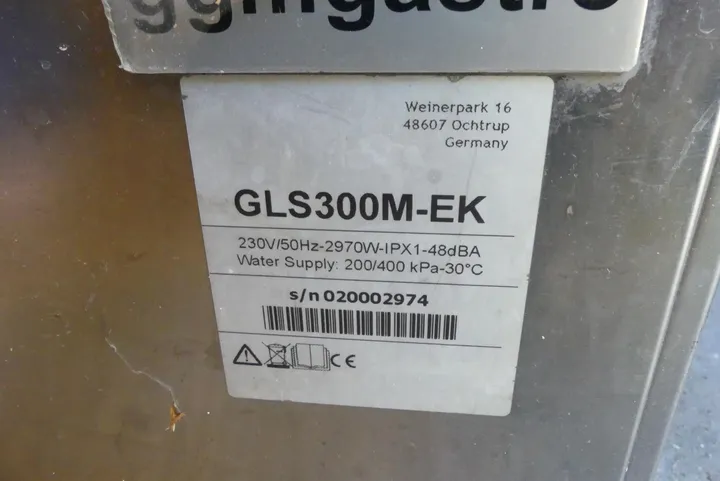 ggmgastro
Weinerpark 16
48607 Ochtrup
Germany
GLS300M-EK
230V/50Hz-2970W-IPX1-48dBA
Water Supply: 200/400 kPa-30°C
s/n 020002974
CE